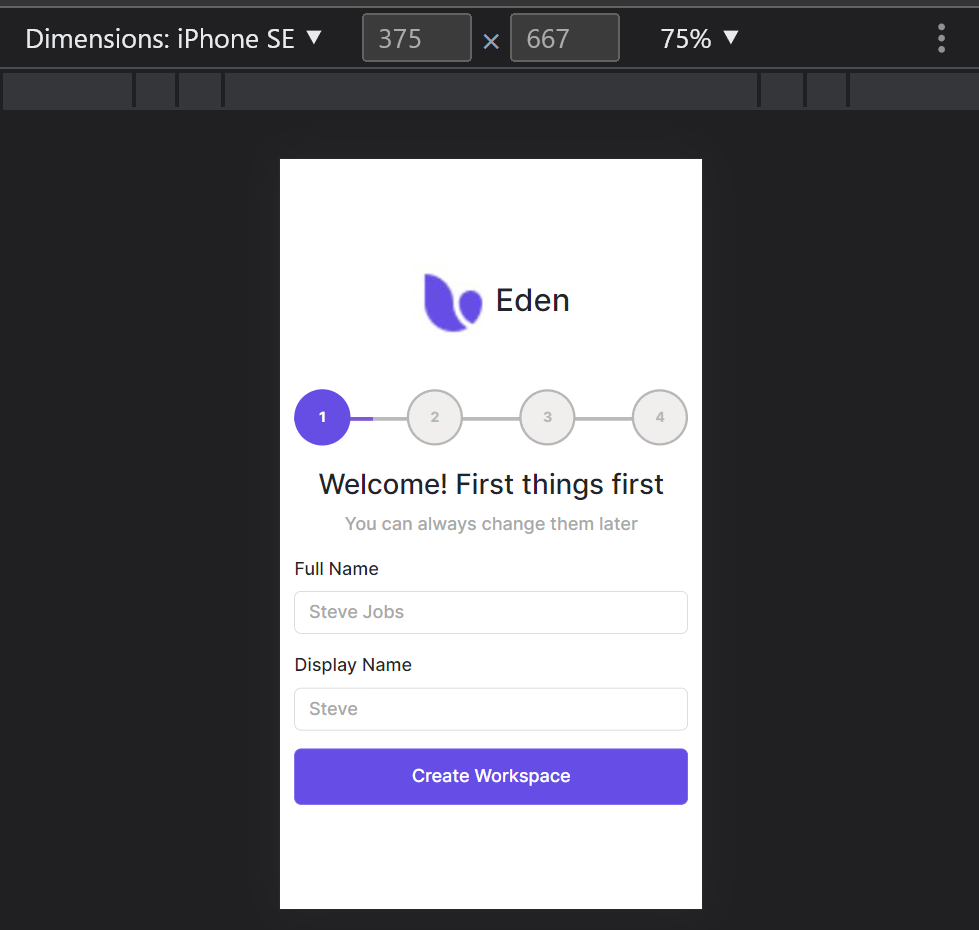 Dimensions: iPhone SE ▼ 375 × 667 75% ▼
Eden
1 2 3 4
Welcome! First things first
You can always change them later
Full Name
Steve Jobs
Display Name
Steve
Create Workspace